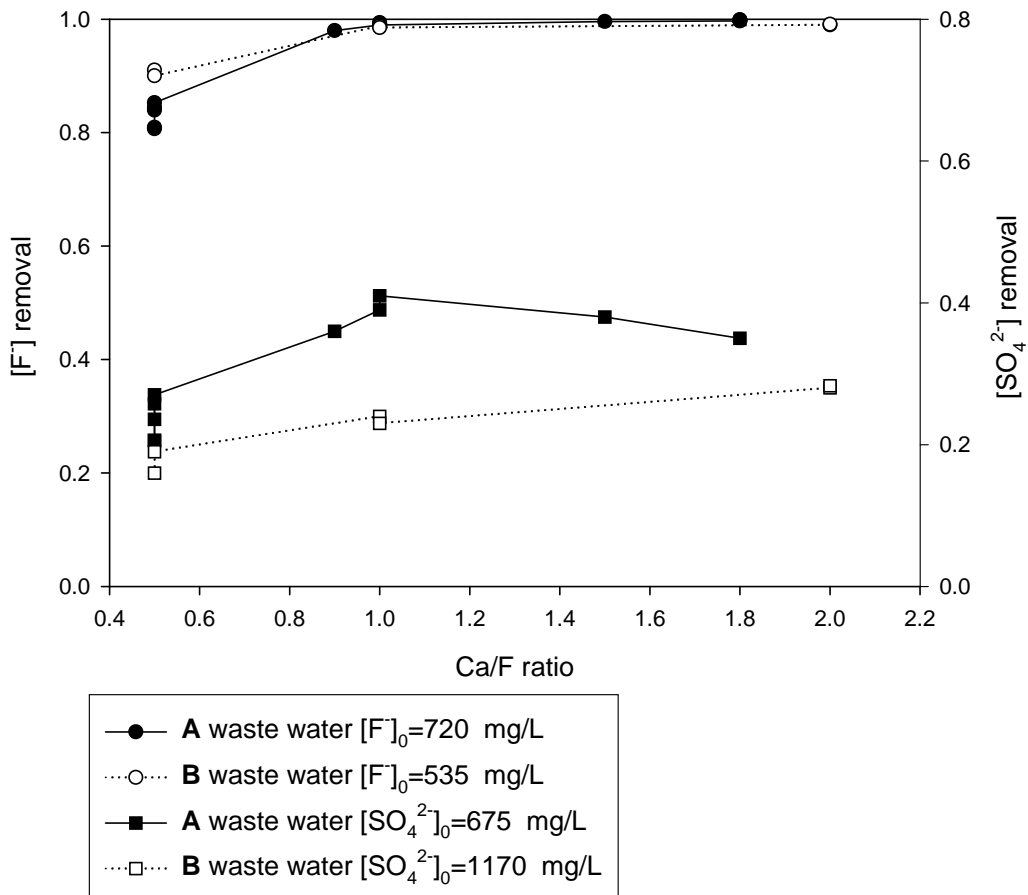 1.0
0.8
0.6
0.4
0.2
0.0
[F⁻] removal
0.8
0.6
0.4
0.2
0.0
[SO₄²⁻] removal
0.4 0.6 0.8 1.0 1.2 1.4 1.6 1.8 2.0 2.2
Ca/F ratio
A waste water [F⁻]₀=720 mg/L
B waste water [F⁻]₀=535 mg/L
A waste water [SO₄²⁻]₀=675 mg/L
B waste water [SO₄²⁻]₀=1170 mg/L